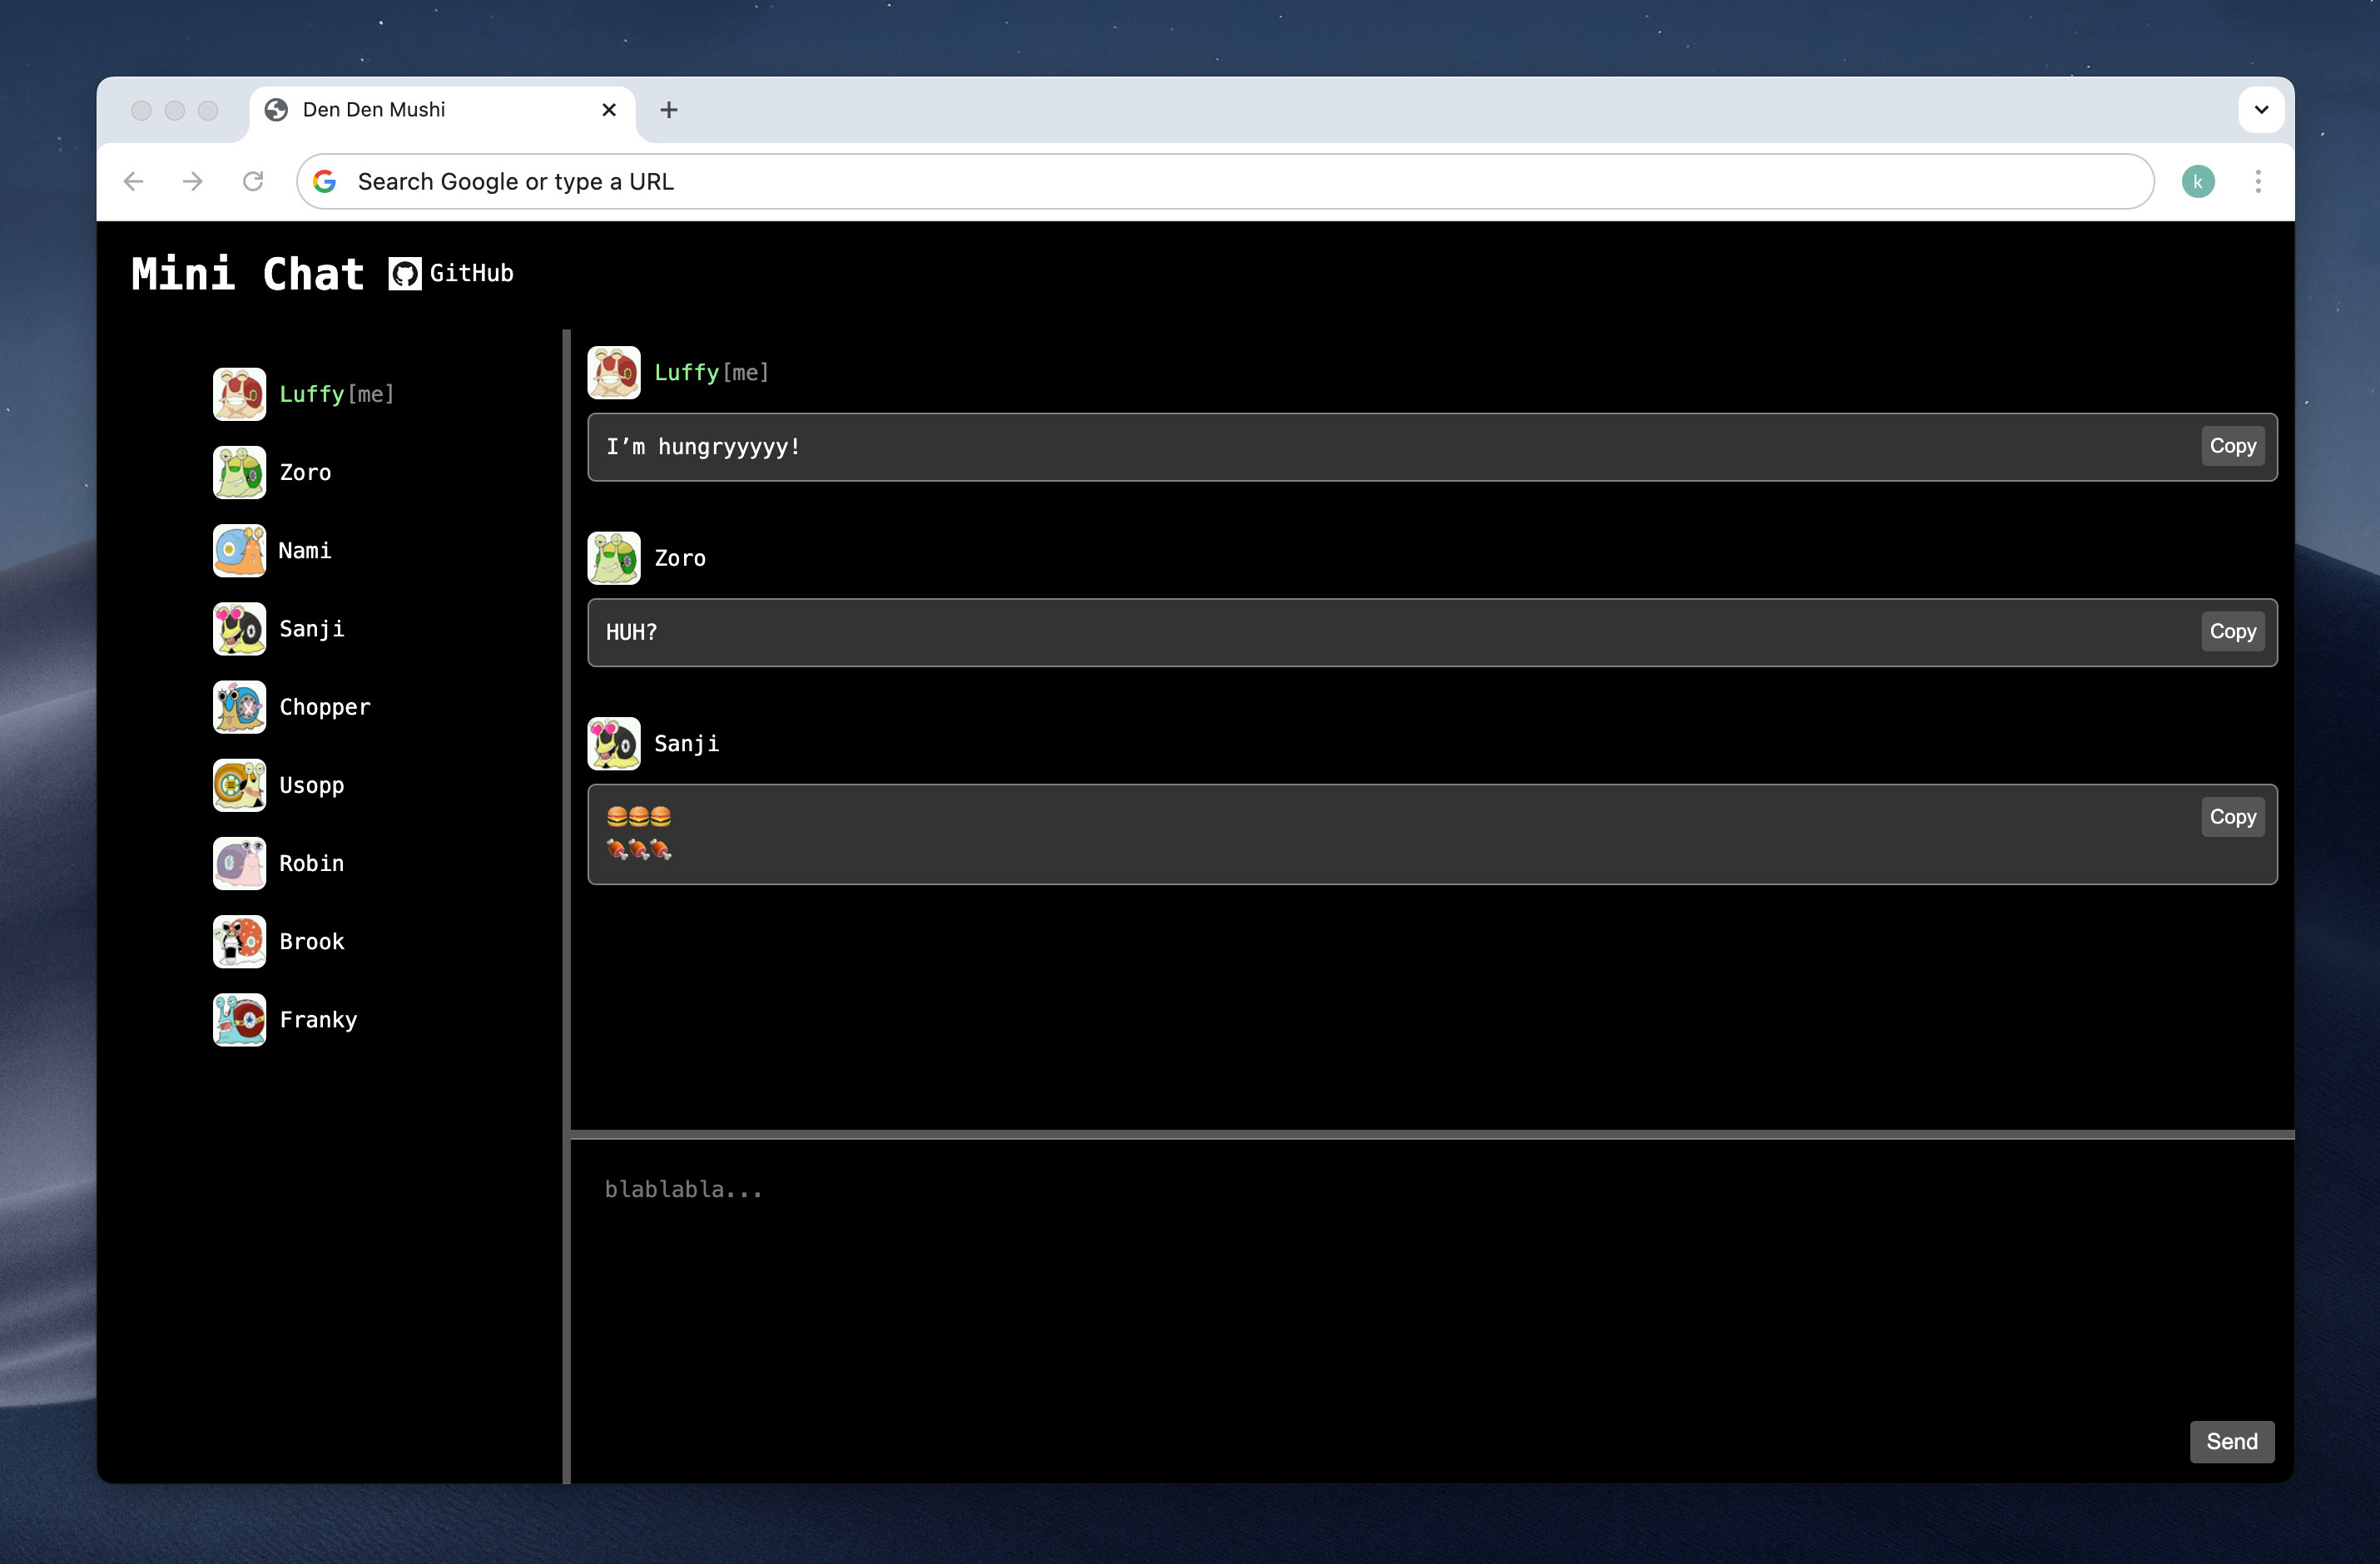 Den Den Mushi
Search Google or type a URL
k
Mini Chat GitHub
Luffy[me]
Zoro
Nami
Sanji
Chopper
Usopp
Robin
Brook
Franky
Luffy[me]
I’m hungryyyyy!
Copy
Zoro
HUH?
Copy
Sanji
🍔🍔🍔
Copy
🍖🍖🍖
blablabla...
Send